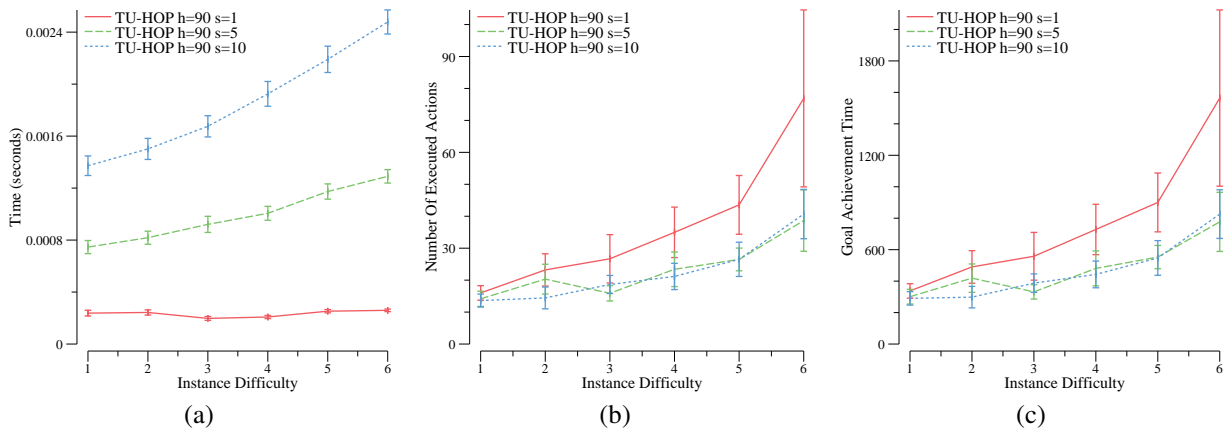 TU-HOP h=90 s=1
TU-HOP h=90 s=5
TU-HOP h=90 s=10
0.0024
0.0016
0.0008
0
Time (seconds)
1 2 3 4 5 6
Instance Difficulty
(a)
TU-HOP h=90 s=1
TU-HOP h=90 s=5
TU-HOP h=90 s=10
90
60
30
0
Number Of Executed Actions
1 2 3 4 5 6
Instance Difficulty
(b)
TU-HOP h=90 s=1
TU-HOP h=90 s=5
TU-HOP h=90 s=10
1800
1200
600
0
Goal Achievement Time
1 2 3 4 5 6
Instance Difficulty
(c)